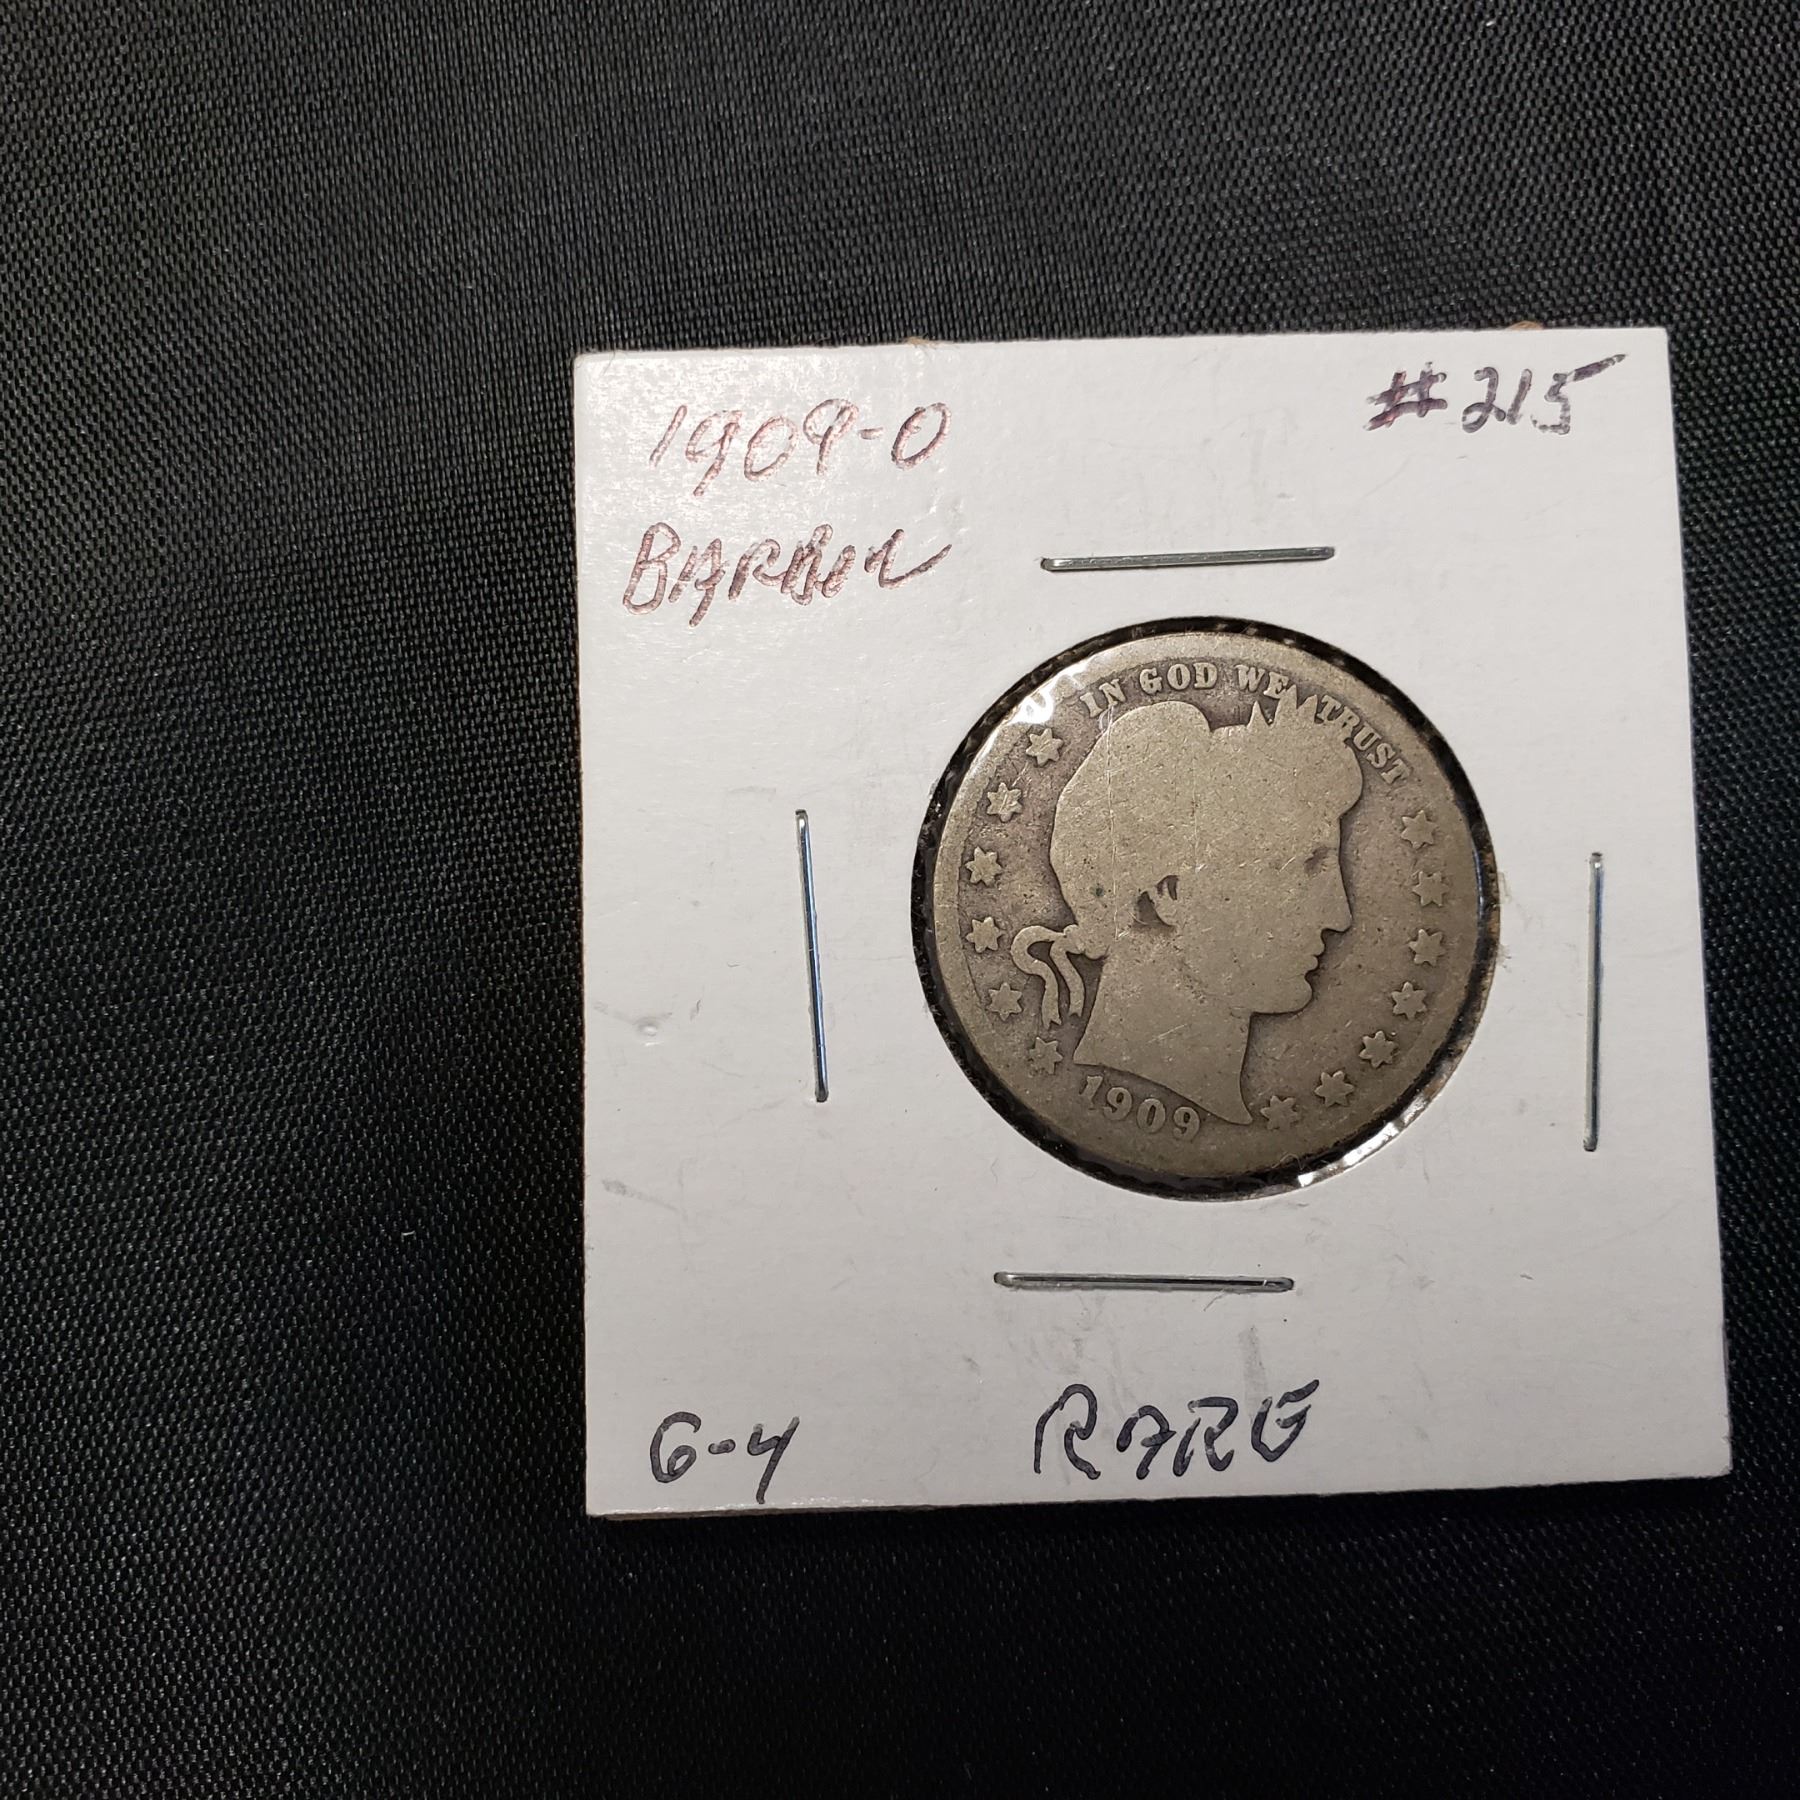 1909-O
#215
BARBER
IN GOD WE TRUST
1909
G-4
RARE